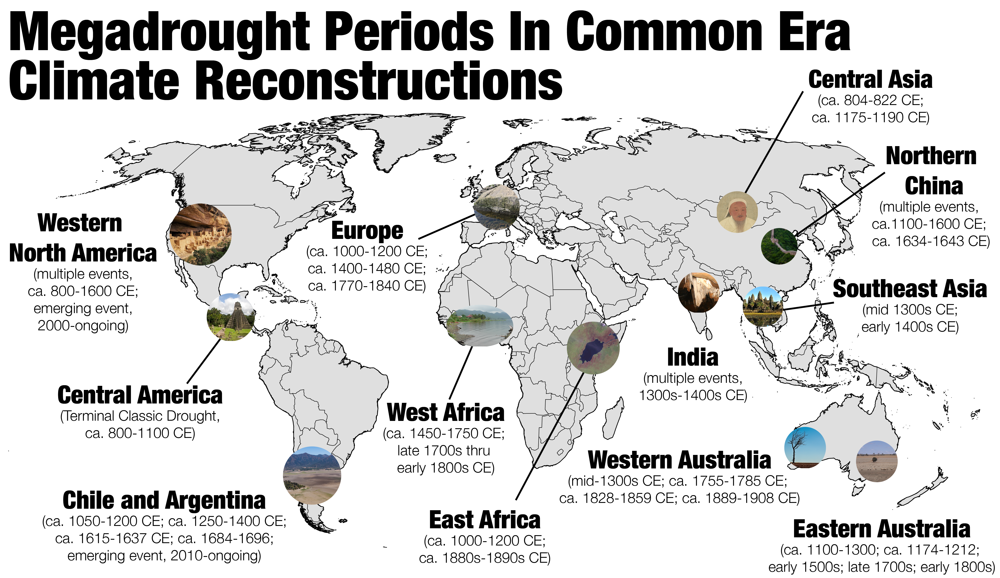 Megadrought Periods In Common Era
Climate Reconstructions
Central Asia
(ca. 804-822 CE;
ca. 1175-1190 CE)
Northern
China
(multiple events,
ca.1100-1600 CE;
ca. 1634-1643 CE)
Western
North America
(multiple events,
ca. 800-1600 CE;
emerging event,
2000-ongoing)
Europe
(ca. 1000-1200 CE;
ca. 1400-1480 CE;
ca. 1770-1840 CE)
Southeast Asia
(mid 1300s CE;
early 1400s CE)
India
(multiple events,
1300s-1400s CE)
Central America
(Terminal Classic Drought,
ca. 800-1100 CE)
West Africa
(ca. 1450-1750 CE;
late 1700s thru
early 1800s CE)
Western Australia
(mid-1300s CE; ca. 1755-1785 CE;
ca. 1828-1859 CE; ca. 1889-1908 CE)
Chile and Argentina
(ca. 1050-1200 CE; ca. 1250-1400 CE;
ca. 1615-1637 CE; ca. 1684-1696;
emerging event, 2010-ongoing)
East Africa
(ca. 1000-1200 CE;
ca. 1880s-1890s CE)
Eastern Australia
(ca. 1100-1300; ca. 1174-1212;
early 1500s; late 1700s; early 1800s)